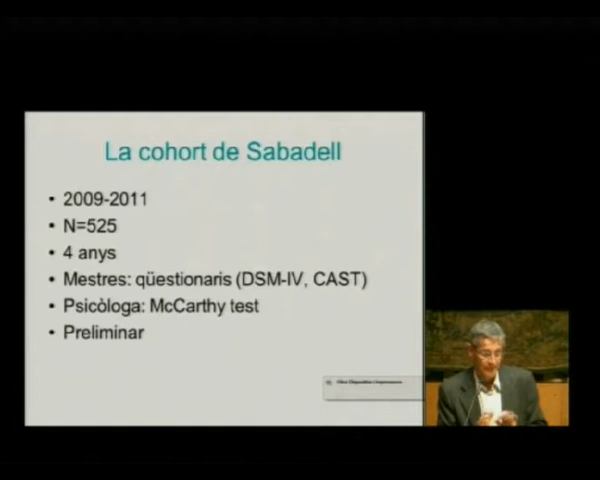 La cohort de Sabadell
• 2009-2011
• N=525
• 4 anys
• Mestres: qüestionaris (DSM-IV, CAST)
• Psicòloga: McCarthy test
• Preliminar